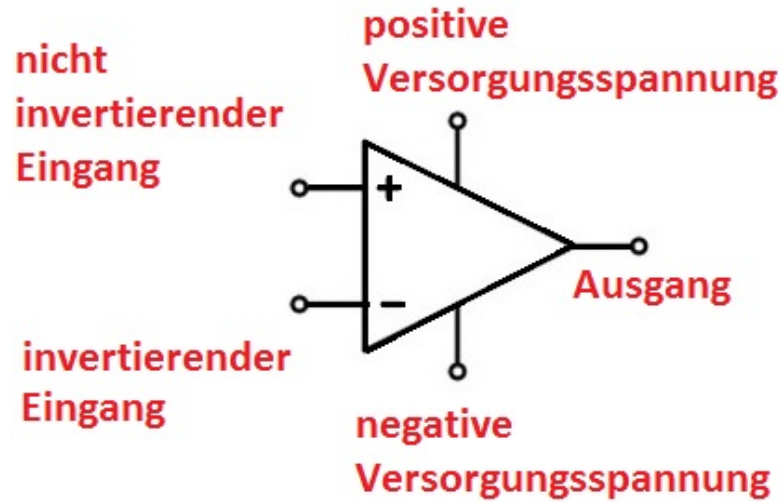 nicht
invertierender
Eingang
positive
Versorgungsspannung
+
−
Ausgang
invertierender
Eingang
negative
Versorgungsspannung